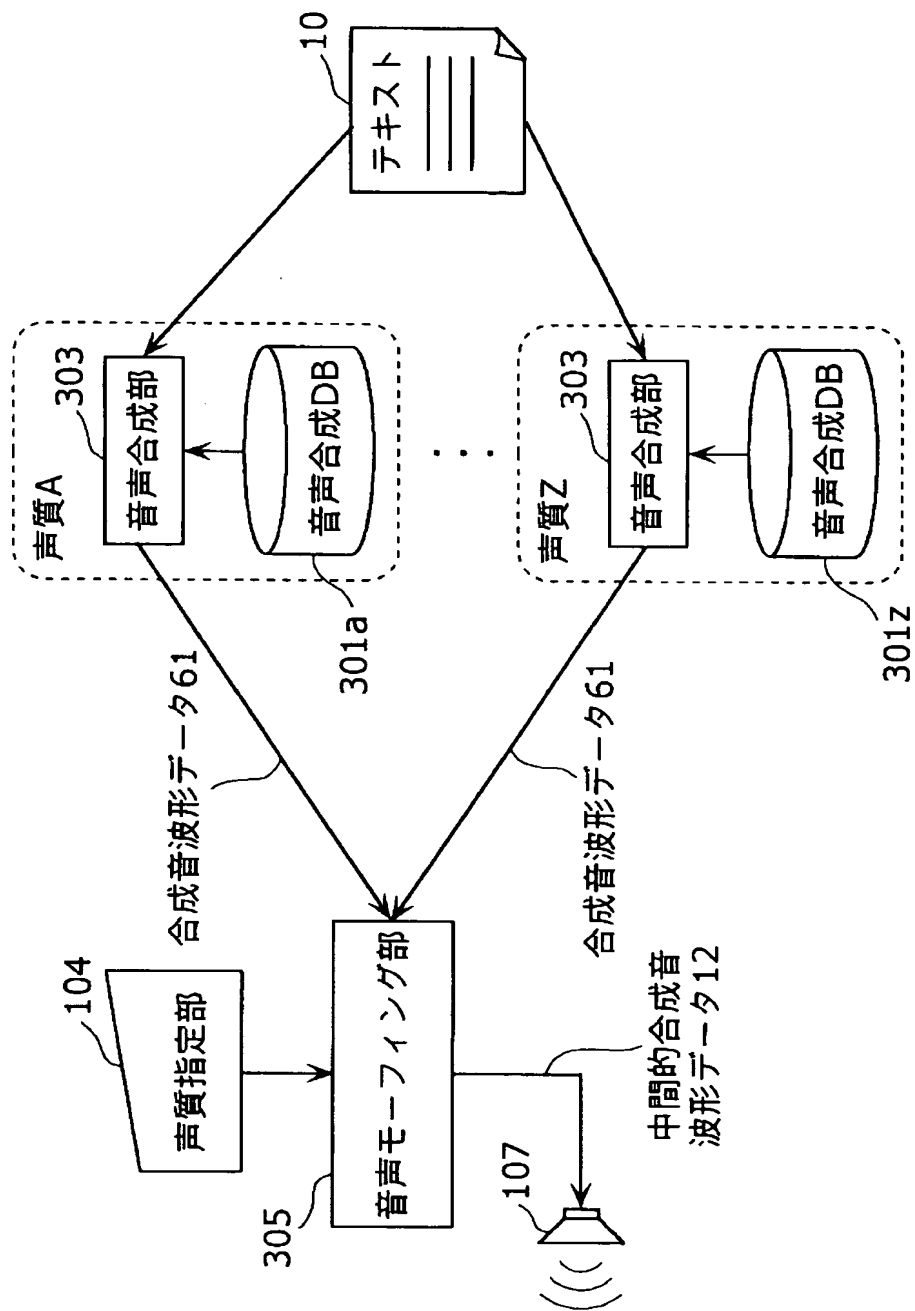 10
テキスト
声質A
303
音声合成部
音声合成DB
301a
・・・
声質Z
303
音声合成部
音声合成DB
301z
合成音波形データ61
合成音波形データ61
104
声質指定部
305
音声モーフィング部
中間的合成音
波形データ12
107